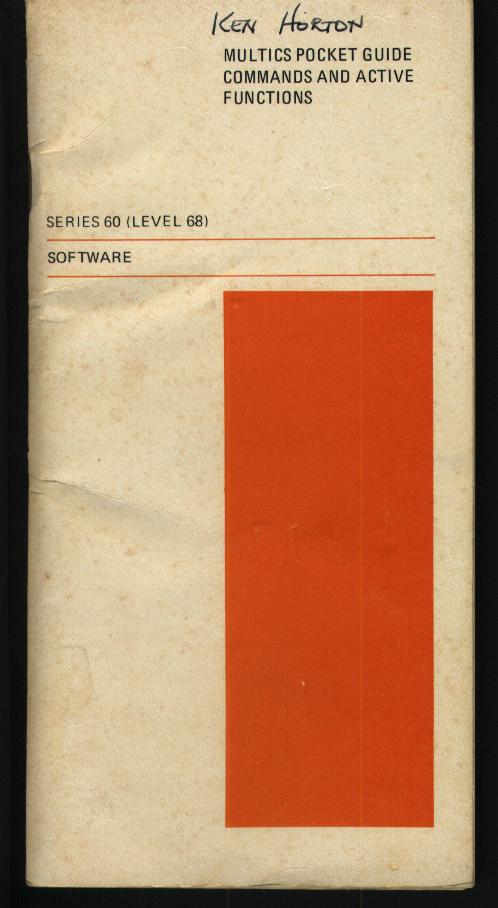 KEN HORTON
MULTICS POCKET GUIDE
COMMANDS AND ACTIVE
FUNCTIONS
SERIES 60 (LEVEL 68)
SOFTWARE